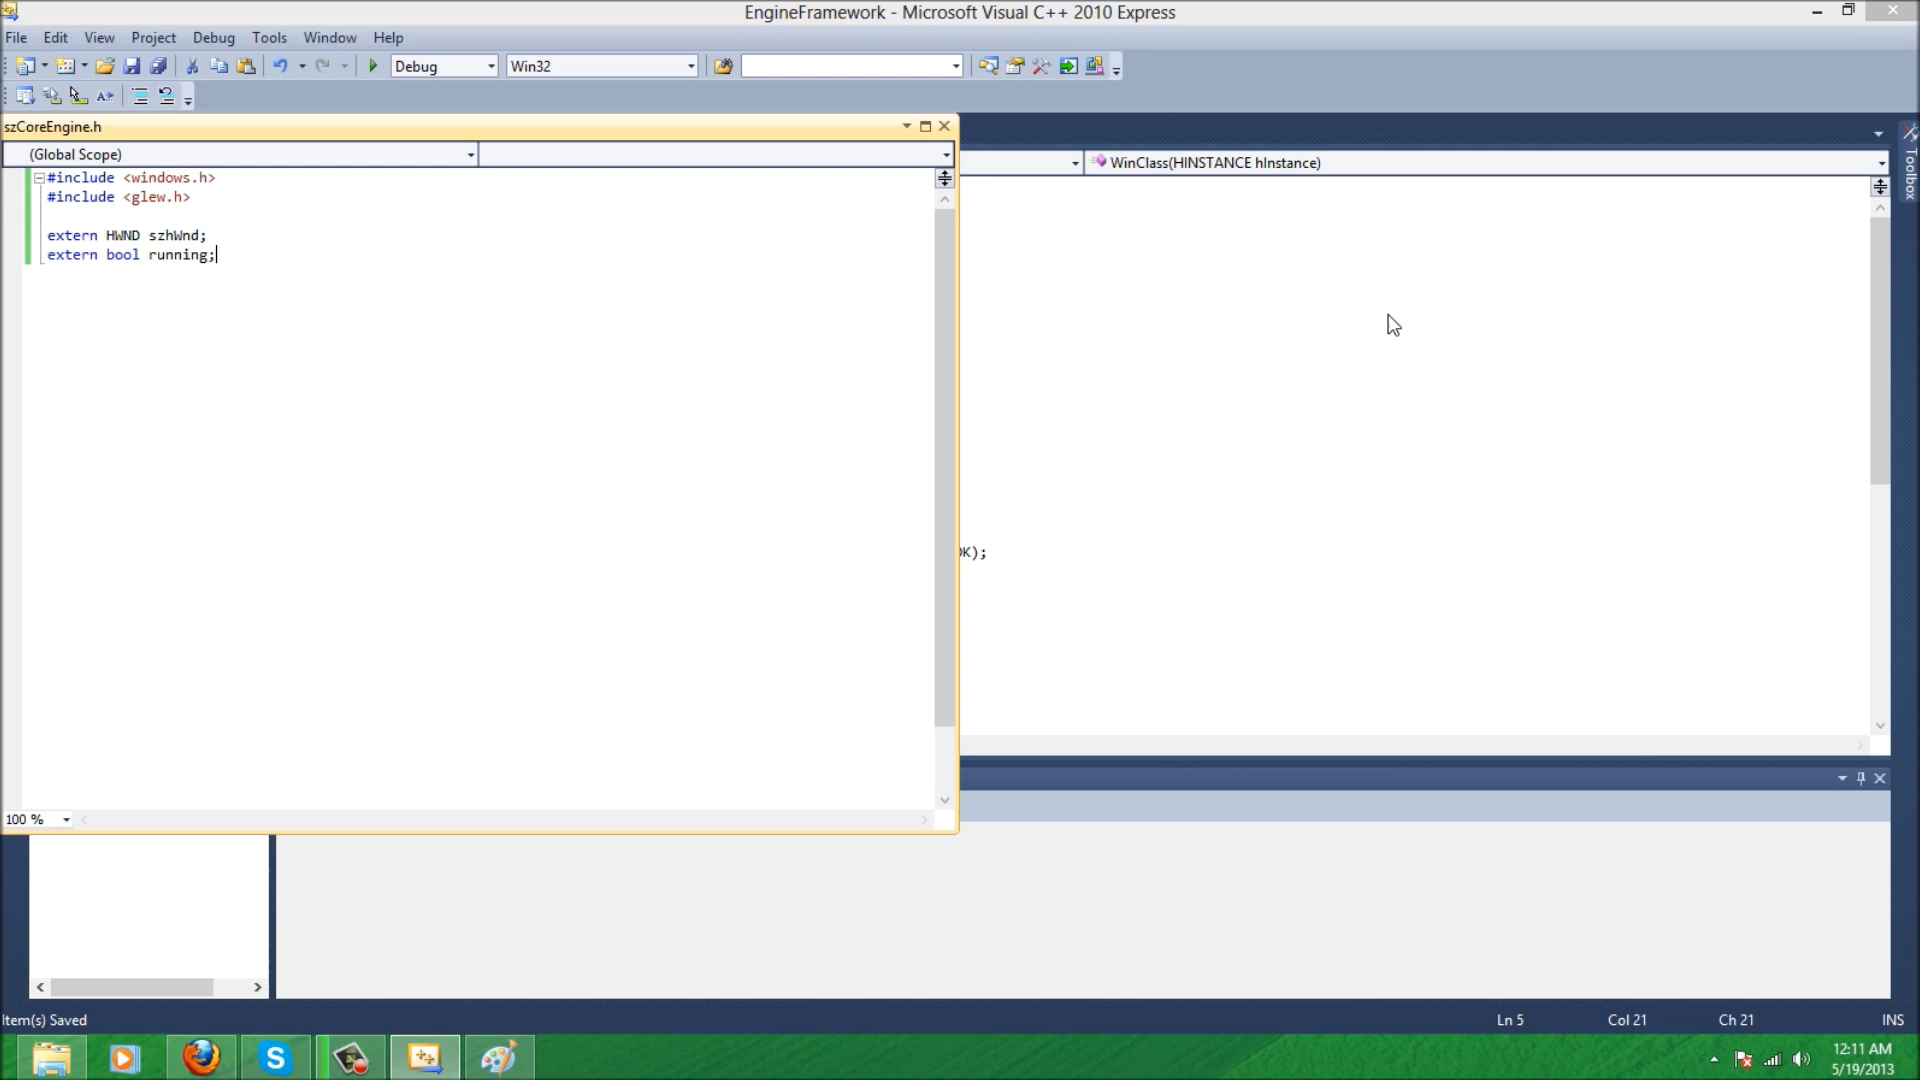 EngineFramework - Microsoft Visual C++ 2010 Express
File Edit View Project Debug Tools Window Help
Debug Win32
szCoreEngine.h
(Global Scope)
WinClass(HINSTANCE hInstance)
Toolbox
#include <windows.h>
#include <glew.h>
extern HWND szhWnd;
extern bool running;
OK);
100 %
Item(s) Saved
Ln 5 Col 21 Ch 21 INS
12:11 AM
5/19/2013